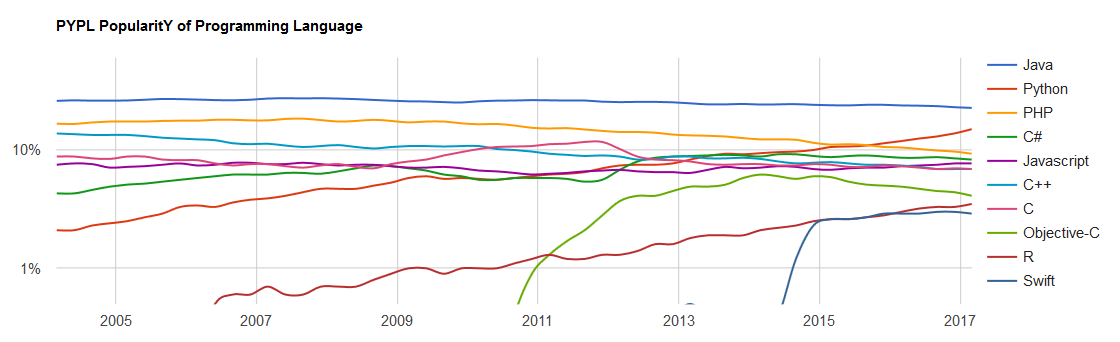 PYPL PopularitY of Programming Language
10%
1%
2005 2007 2009 2011 2013 2015 2017
Java
Python
PHP
C#
Javascript
C++
C
Objective-C
R
Swift